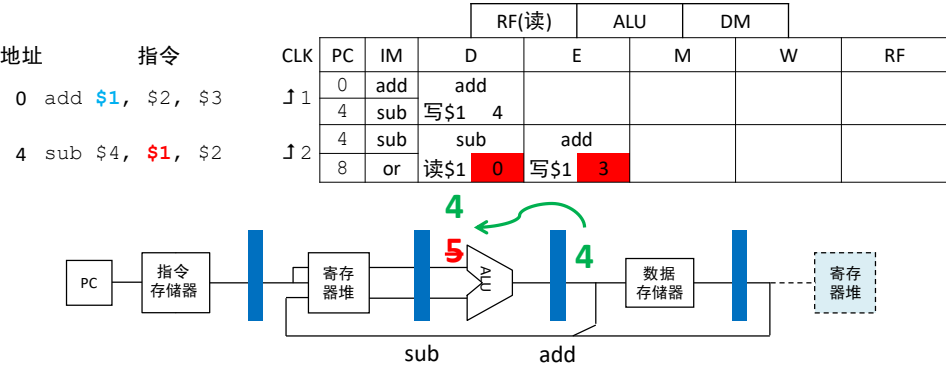 RF(读) ALU DM
地址 指令 CLK PC IM D E M W RF
0 add $1, $2, $3 1 0 add add
4 sub 写$1 4
4 sub $4, $1, $2 2 4 sub sub add
8 or 读$1 0 写$1 3
4
5
4
PC
指令
存储器
寄存
器堆
ALU
数据
存储器
寄存
器堆
sub add